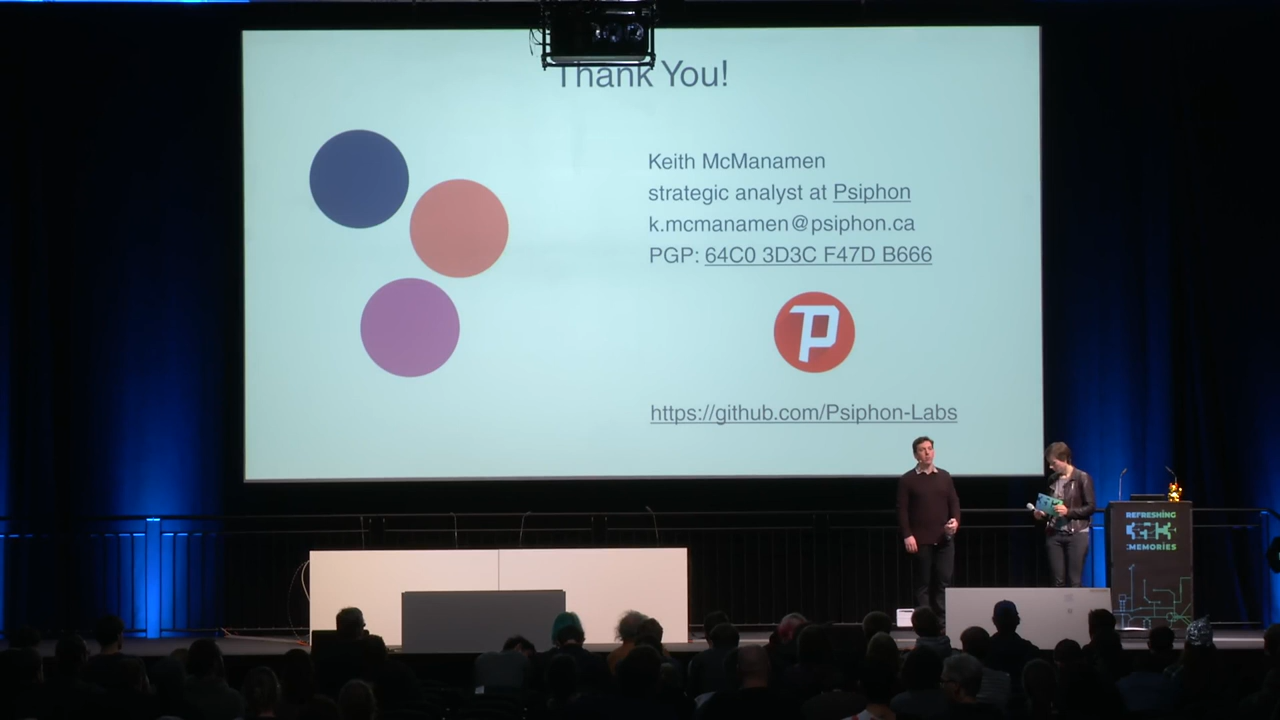 Thank You!
Keith McManamen
strategic analyst at Psiphon
k.mcmanamen@psiphon.ca
PGP: 64C0 3D3C F47D B666
P
https://github.com/Psiphon-Labs
REFRESHING
MEMORIES